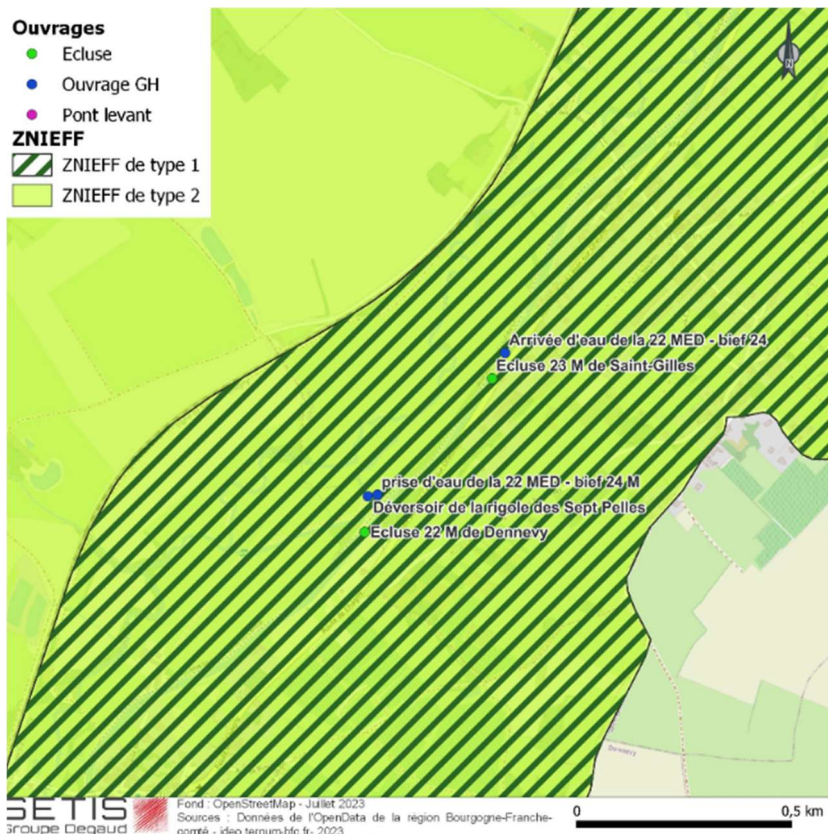 Ouvrages
Ecluse
Ouvrage GH
Pont levant
ZNIEFF
ZNIEFF de type 1
ZNIEFF de type 2
Arrivée d'eau de la 22 MED - bief 24
Ecluse 23 M de Saint-Gilles
prise d'eau de la 22 MED - bief 24 M
Déversoir de la rigole des Sept Pelles
Ecluse 22 M de Dennevy
Dennevy
SETIS
Groupe Degaud
Fond : OpenStreetMap - Juillet 2023
Sources : Données de l'OpenData de la région Bourgogne-Franche-
comté - ideo.ternum-bfc.fr- 2023
0 0,5 km